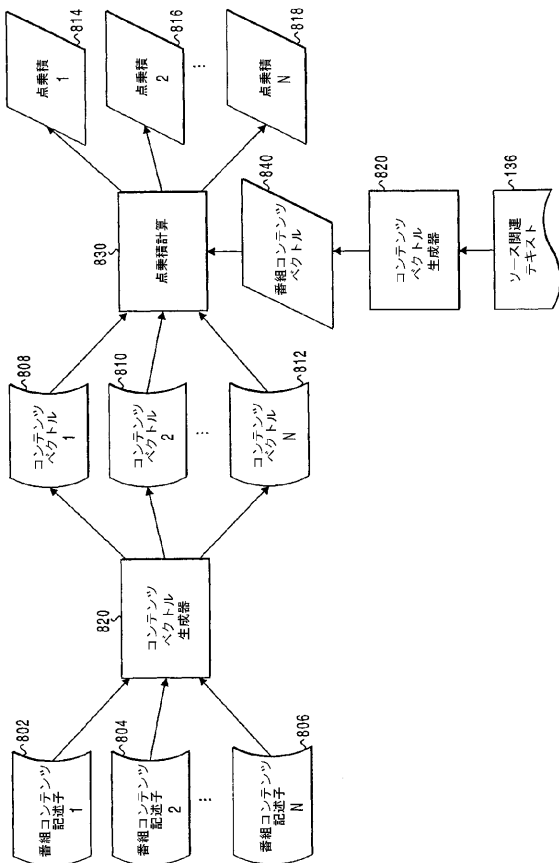 802
番組コンテンツ
記述子
1
804
番組コンテンツ
記述子
2
...
806
番組コンテンツ
記述子
N
820
コンテンツ
ベクトル
生成器
808
コンテンツ
ベクトル
1
810
コンテンツ
ベクトル
2
...
812
コンテンツ
ベクトル
N
830
点乗積計算
814
点乗積
1
816
点乗積
2
...
818
点乗積
N
840
番組コンテンツ
ベクトル
820
コンテンツ
ベクトル
生成器
136
ソース関連
テキスト